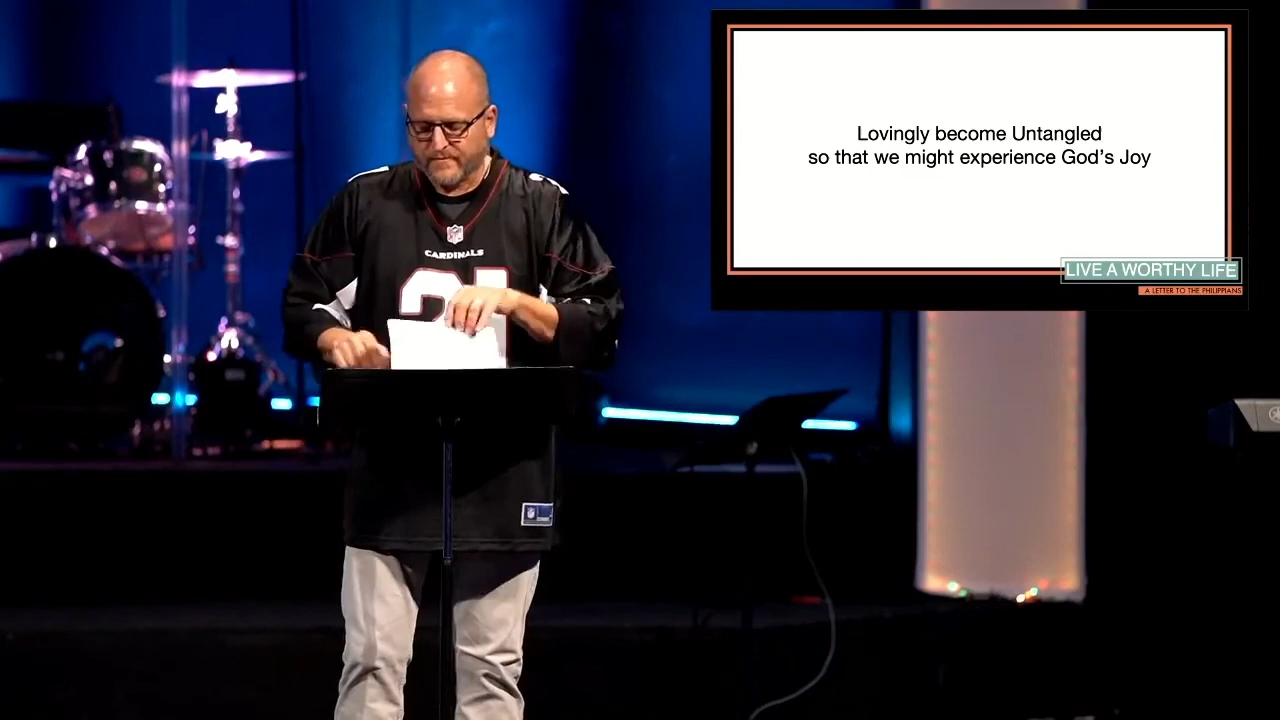 Lovingly become Untangled
so that we might experience God's Joy
LIVE A WORTHY LIFE
A LETTER TO THE PHILIPPIANS
CARDINALS